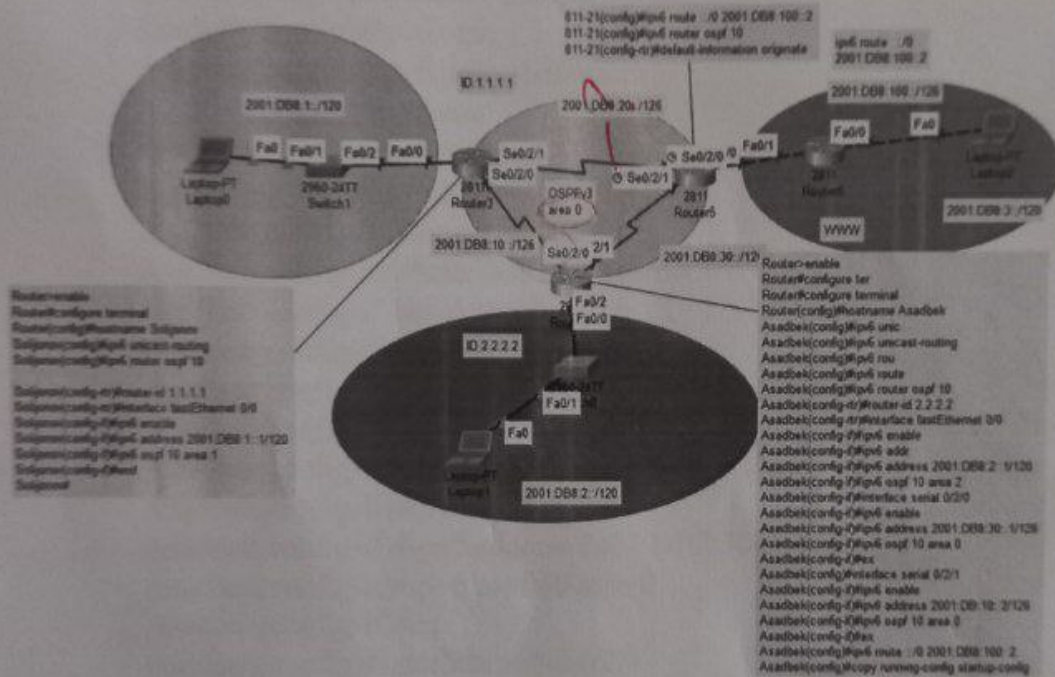 811-21(config)#ipv6 route ::/0 2001:DB8:100::2
811-21(config)#ipv6 router ospf 10
811-21(config-rtr)#default-information originate
ipv6 route ::/0
2001:DB8:100::2
ID:1.1.1.1
2001:DB8:1::/120
2001:DB8:20::/126
2001:DB8:100::/126
Fa0
Fa0/1
Fa0/2
Fa0/0
Laptop-PT
Laptop0
2960-24TT
Switch1
Se0/2/1
Se0/2/0
Router3
OSPFv3
area 0
Se0/2/0
/0
Se0/2/1
2811
Router5
Fa0/1
Fa0/0
Fa0
2811
Laptop-PT
WWW
2001:DB8:3::/120
2001:DB8:10::/126
Se0/2/0
2/1
2001:DB8:30::/12
Fa0/2
Fa0/0
ID:2.2.2.2
Fa0/1
Fa0
Laptop-PT
Laptop1
2001:DB8:2::/120
Router>enable
Router#configure terminal
Router(config)#hostname
(config)#ipv6 unicast-routing
(config)#ipv6 router ospf 10
(config-rtr)#router-id 1.1.1.1
(config-rtr)#interface fastEthernet 0/0
(config-if)#ipv6 enable
(config-if)#ipv6 address 2001:DB8:1::1/120
(config-if)#ipv6 ospf 10 area 1
(config-if)#end
Router>enable
Router#configure ter
Router#configure terminal
Router(config)#hostname Asadbek
Asadbek(config)#ipv6 unic
Asadbek(config)#ipv6 unicast-routing
Asadbek(config)#ipv6 rou
Asadbek(config)#ipv6 route
Asadbek(config)#ipv6 router ospf 10
Asadbek(config-rtr)#router-id 2.2.2.2
Asadbek(config-rtr)#interface fastEthernet 0/0
Asadbek(config-if)#ipv6 enable
Asadbek(config-if)#ipv6 addr
Asadbek(config-if)#ipv6 address 2001:DB8:2::1/120
Asadbek(config-if)#ipv6 ospf 10 area 2
Asadbek(config-if)#interface serial 0/2/0
Asadbek(config-if)#ipv6 enable
Asadbek(config-if)#ipv6 address 2001:DB8:30::1/126
Asadbek(config-if)#ipv6 ospf 10 area 0
Asadbek(config-if)#ex
Asadbek(config)#interface serial 0/2/1
Asadbek(config-if)#ipv6 enable
Asadbek(config-if)#ipv6 address 2001:DB:10::2/126
Asadbek(config-if)#ipv6 ospf 10 area 0
Asadbek(config-if)#ex
Asadbek(config)#ipv6 route ::/0 2001:DB8:100::2
Asadbek(config)#copy running-config startup-config